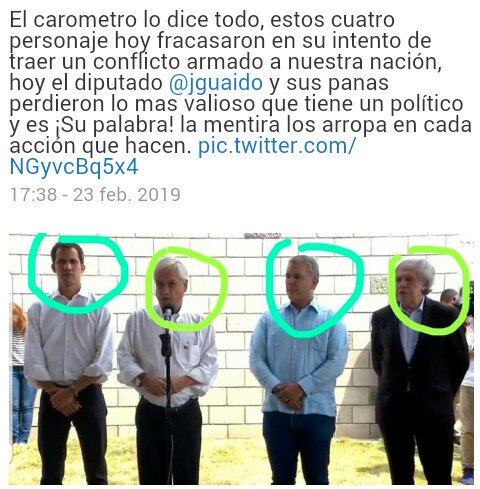 El carometro lo dice todo, estos cuatro
personaje hoy fracasaron en su intento de
traer un conflicto armado a nuestra nación,
hoy el diputado @jguaido y sus panas
perdieron lo mas valioso que tiene un político
y es ¡Su palabra! la mentira los arropa en cada
acción que hacen. pic.twitter.com/
NGyvcBq5x4
17:38 - 23 feb. 2019